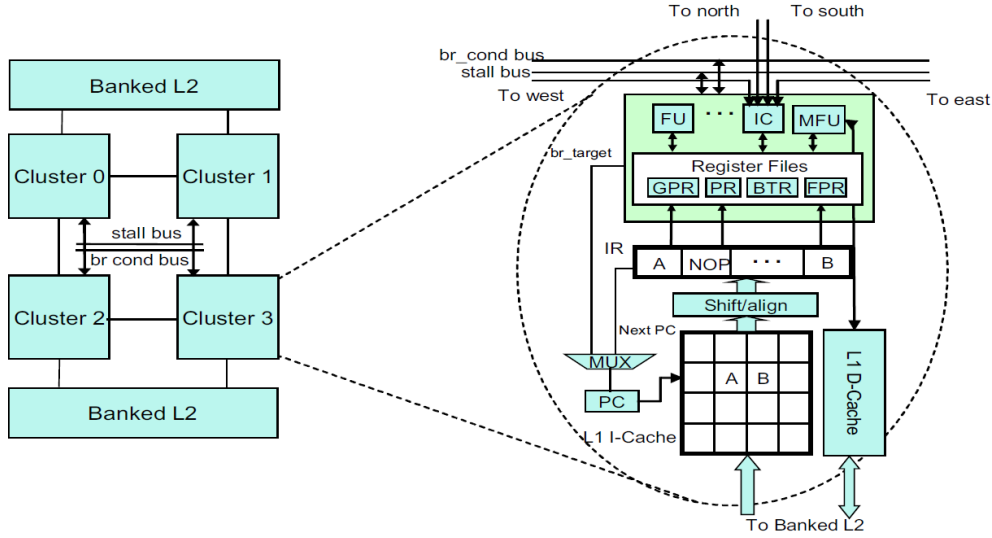 Banked L2
Cluster 0
Cluster 1
stall bus
br cond bus
Cluster 2
Cluster 3
Banked L2
To north
To south
br_cond bus
stall bus
To west
To east
FU
...
IC
MFU
br_target
Register Files
GPR
PR
BTR
FPR
IR
A
NOP
...
B
Shift/align
Next PC
MUX
PC
A
B
L1 I-Cache
L1 D-Cache
To Banked L2